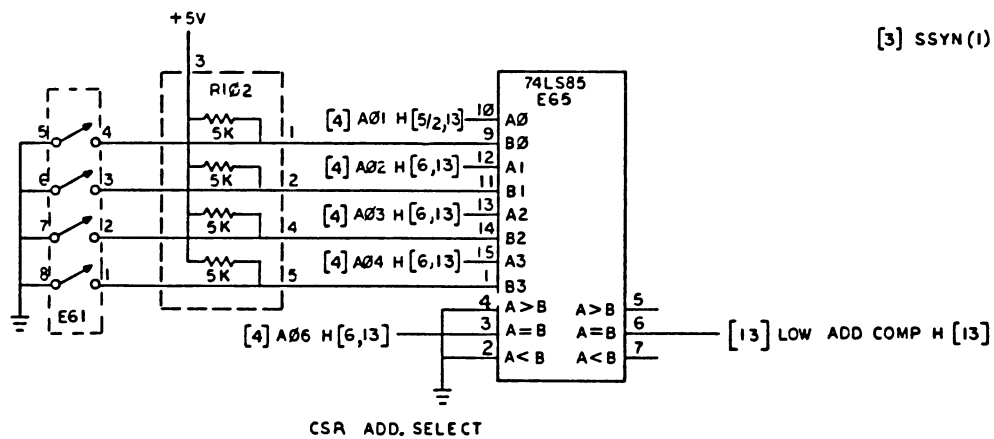 +5V
[3] SSYN(1)
3
RIØ2
74LS85
E65
5 4
5K
1
[4] AØ1 H [5/2,13] 10 AØ
9 BØ
6 3
5K
2
[4] AØ2 H [6,13] 12 A1
11 B1
7 2
5K
4
[4] AØ3 H [6,13] 13 A2
14 B2
8 1
5K
5
[4] AØ4 H [6,13] 15 A3
1 B3
E61
4 A>B A>B 5
[4] AØ6 H [6,13] 3 A=B A=B 6 [13] LOW ADD COMP H [13]
2 A<B A<B 7
CSR ADD. SELECT